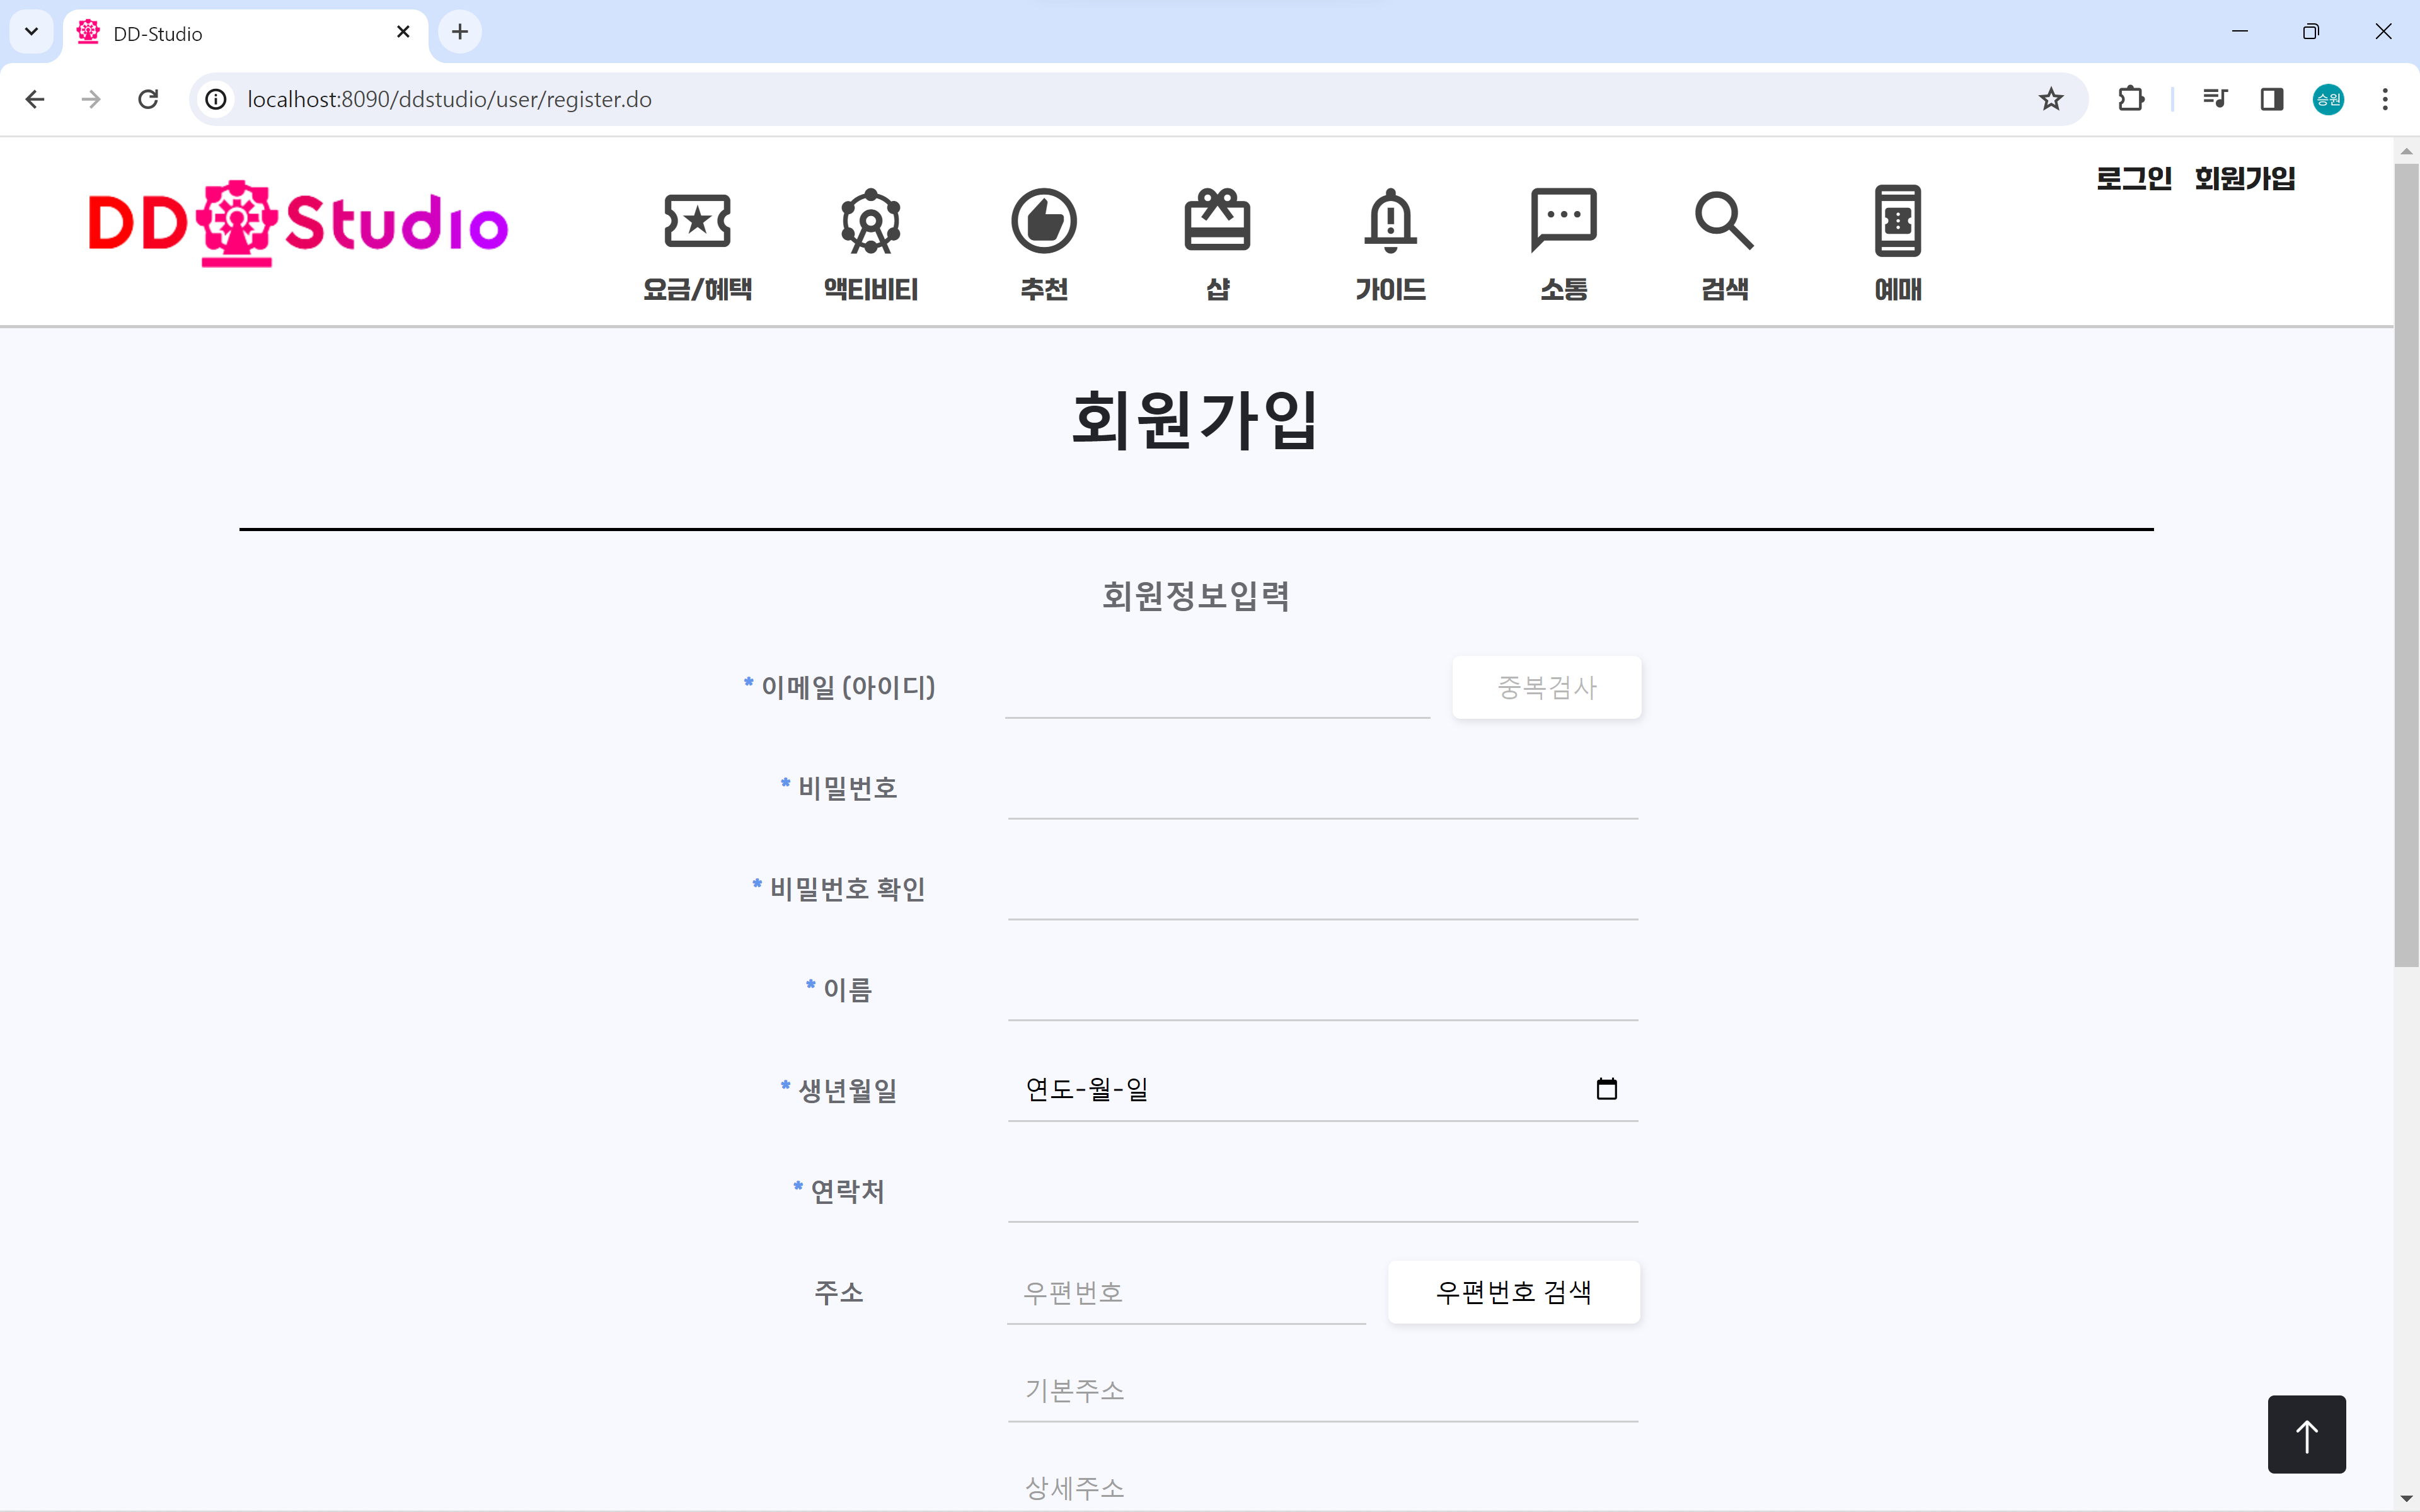 DD-Studio
localhost:8090/ddstudio/user/register.do
승원
로그인 회원가입
DD Studio
요금/혜택 액티비티 추천 샵 가이드 소통 검색 예매
회원가입
회원정보입력
* 이메일 (아이디) 중복검사
* 비밀번호
* 비밀번호 확인
* 이름
* 생년월일 연도-월-일
* 연락처
주소 우편번호 우편번호 검색
기본주소
상세주소